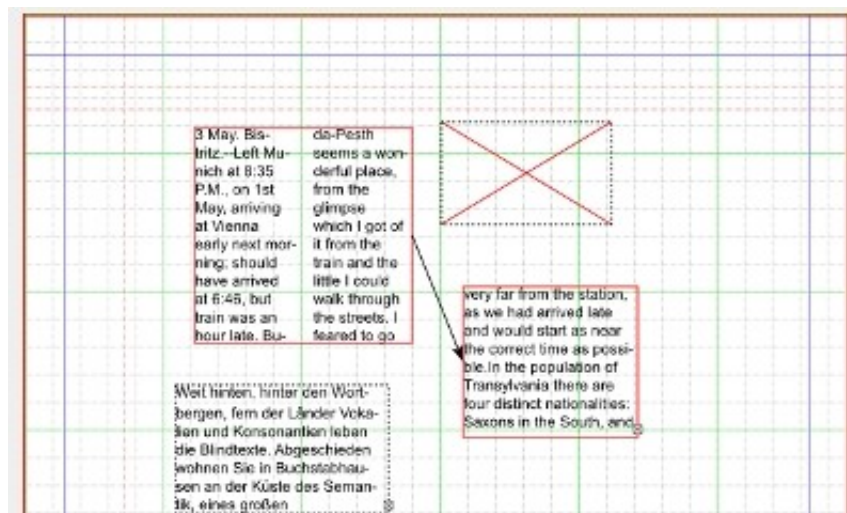 3 May. Bis-
tritz.--Left Mu-
nich at 8:35
P.M., on 1st
May, arriving
at Vienna
early next mor-
ning; should
have arrived
at 6:46, but
train was an
hour late. Bu-
da-Pesth
seems a won-
derful place,
from the
glimpse
which I got of
it from the
train and the
little I could
walk through
the streets. I
feared to go
very far from the station,
as we had arrived late
and would start as near
the correct time as possi-
ble.In the population of
Transylvania there are
four distinct nationalities:
Saxons in the South, and
Weit hinten, hinter den Wort-
bergen, fern der Länder Voka-
lien und Konsonantien leben
die Blindtexte. Abgeschieden
wohnen Sie in Buchstabhau-
sen an der Küste des Seman-
tik, eines großen